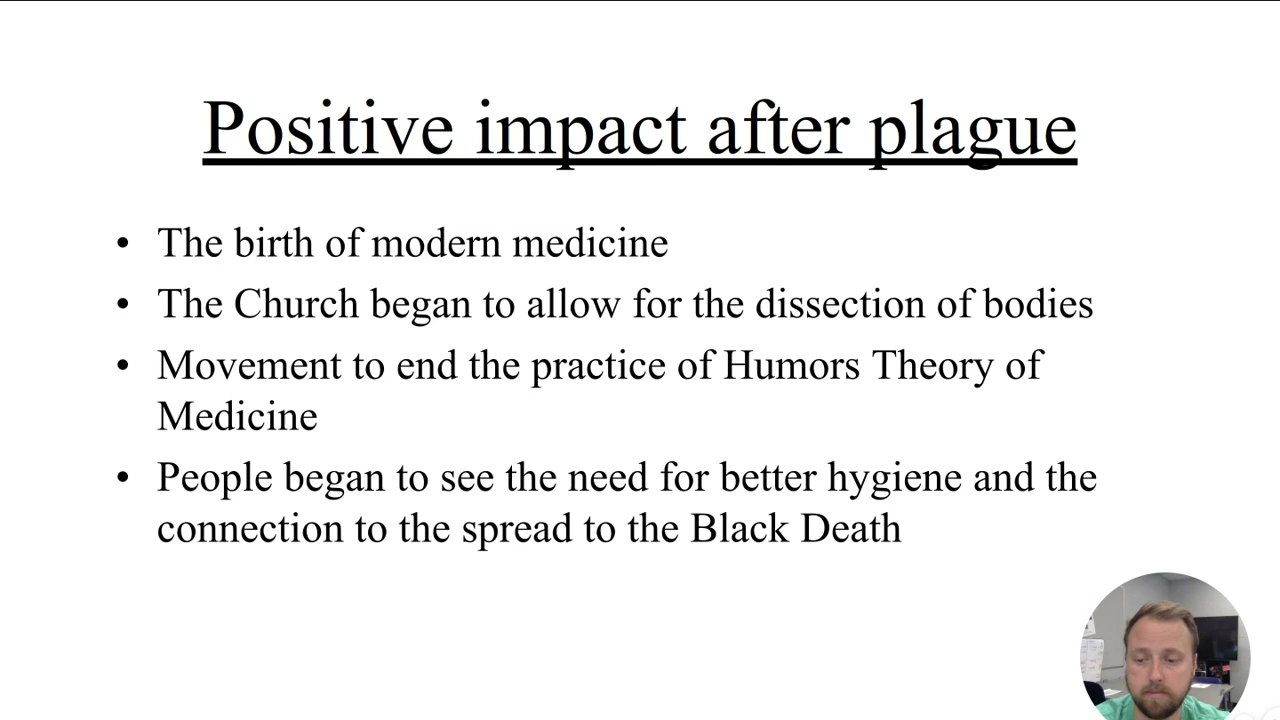 Positive impact after plague
• The birth of modern medicine
• The Church began to allow for the dissection of bodies
• Movement to end the practice of Humors Theory of
Medicine
• People began to see the need for better hygiene and the
connection to the spread to the Black Death